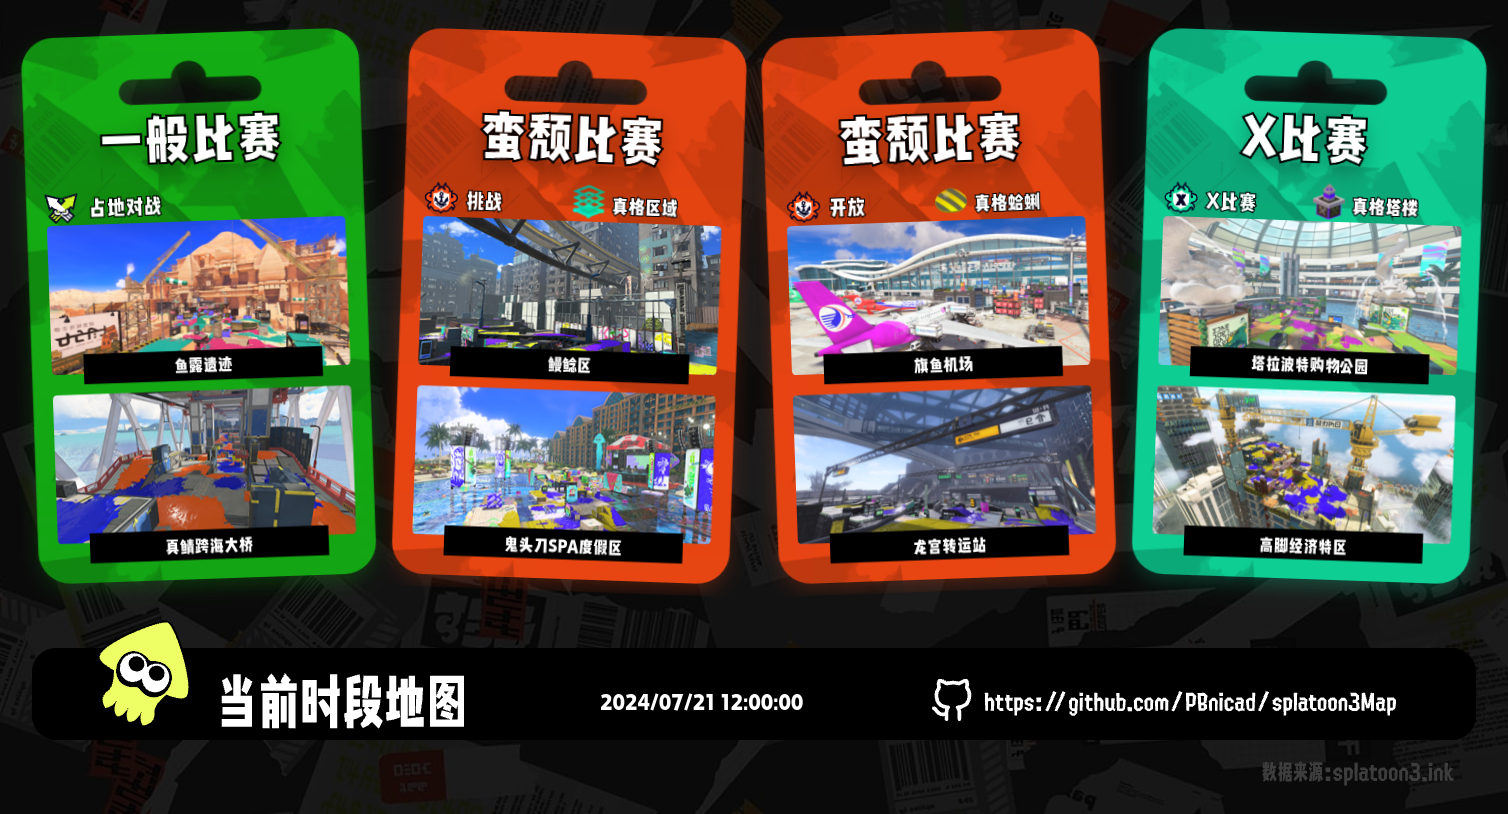 一般比赛
占地对战
鱼露遗迹
真鲭跨海大桥
蛮颓比赛
挑战
真格区域
鳗鲶区
鬼头刀SPA度假区
蛮颓比赛
开放
真格蛤蜊
旗鱼机场
龙宫转运站
X比赛
X比赛
真格塔楼
塔拉波特购物公园
高脚经济特区
当前时段地图
2024/07/21 12:00:00
https://github.com/PBnicad/splatoon3Map
数据来源:splatoon3.ink